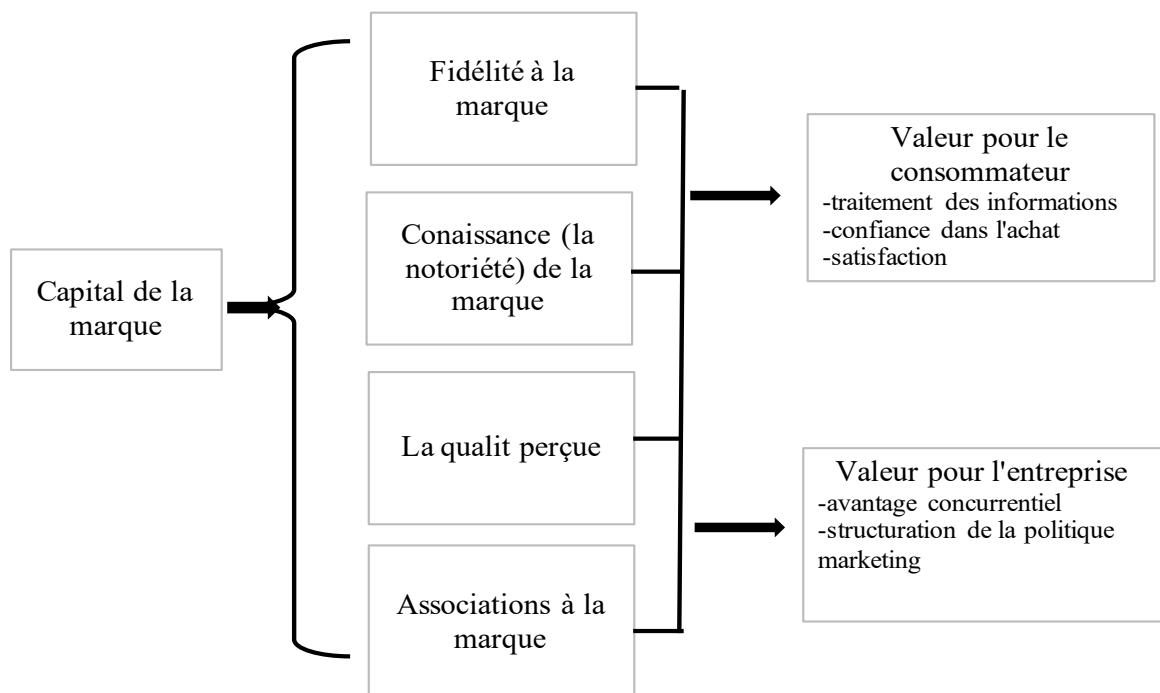 Capital de la
marque
Fidélité à la
marque
Conaissance (la
notoriété) de la
marque
La qualit perçue
Associations à la
marque
Valeur pour le
consommateur
-traitement des informations
-confiance dans l'achat
-satisfaction
Valeur pour l'entreprise
-avantage concurrentiel
-structuration de la politique
marketing